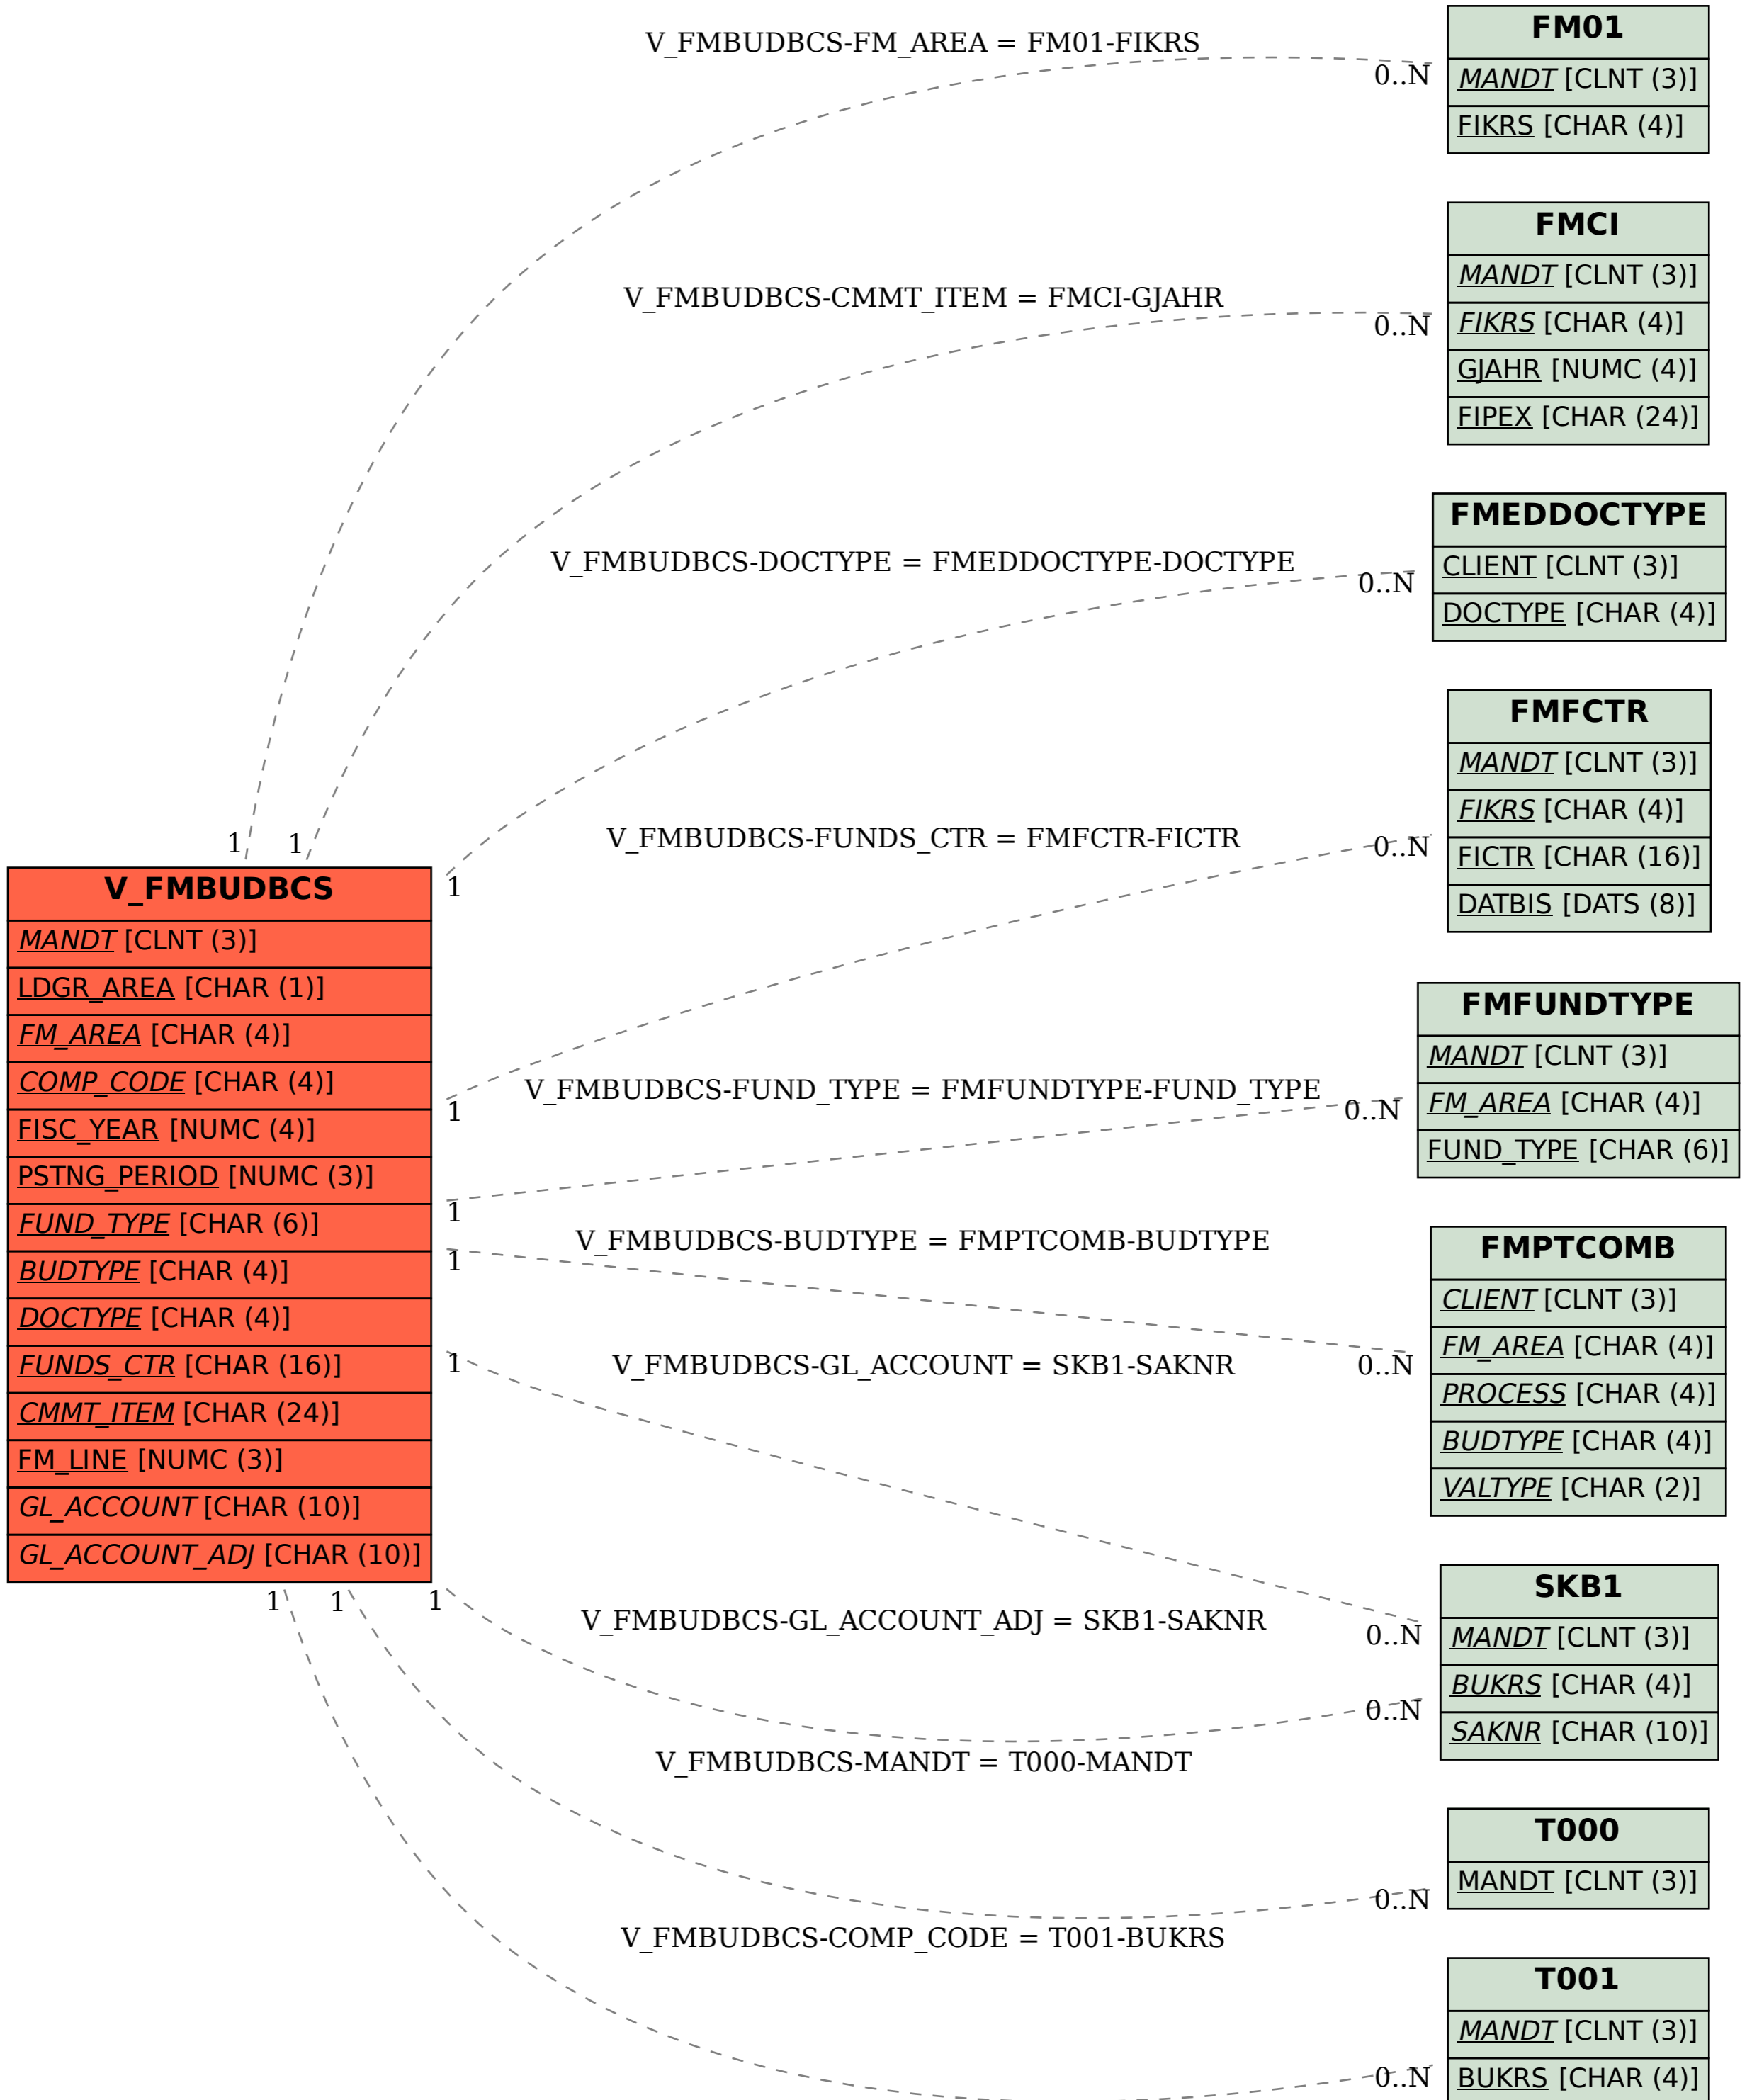 V_FMBUDBCS-FM_AREA = FM01-FIKRS
0..N
FM01
MANDT [CLNT (3)]
FIKRS [CHAR (4)]
V_FMBUDBCS-CMMT_ITEM = FMCI-GJAHR
0..N
FMCI
MANDT [CLNT (3)]
FIKRS [CHAR (4)]
GJAHR [NUMC (4)]
FIPEX [CHAR (24)]
V_FMBUDBCS-DOCTYPE = FMEDDOCTYPE-DOCTYPE
0..N
FMEDDOCTYPE
CLIENT [CLNT (3)]
DOCTYPE [CHAR (4)]
V_FMBUDBCS-FUNDS_CTR = FMFCTR-FICTR
0..N
FMFCTR
MANDT [CLNT (3)]
FIKRS [CHAR (4)]
FICTR [CHAR (16)]
DATBIS [DATS (8)]
1
1
1
V_FMBUDBCS
MANDT [CLNT (3)]
LDGR_AREA [CHAR (1)]
FM_AREA [CHAR (4)]
COMP_CODE [CHAR (4)]
FISC_YEAR [NUMC (4)]
PSTNG_PERIOD [NUMC (3)]
FUND_TYPE [CHAR (6)]
BUDTYPE [CHAR (4)]
DOCTYPE [CHAR (4)]
FUNDS_CTR [CHAR (16)]
CMMT_ITEM [CHAR (24)]
FM_LINE [NUMC (3)]
GL_ACCOUNT [CHAR (10)]
GL_ACCOUNT_ADJ [CHAR (10)]
1
V_FMBUDBCS-FUND_TYPE = FMFUNDTYPE-FUND_TYPE
0..N
1
FMFUNDTYPE
MANDT [CLNT (3)]
FM_AREA [CHAR (4)]
FUND_TYPE [CHAR (6)]
V_FMBUDBCS-BUDTYPE = FMPTCOMB-BUDTYPE
1
0..N
FMPTCOMB
CLIENT [CLNT (3)]
FM_AREA [CHAR (4)]
PROCESS [CHAR (4)]
BUDTYPE [CHAR (4)]
VALTYPE [CHAR (2)]
V_FMBUDBCS-GL_ACCOUNT = SKB1-SAKNR
1
0..N
V_FMBUDBCS-GL_ACCOUNT_ADJ = SKB1-SAKNR
1
0..N
SKB1
MANDT [CLNT (3)]
BUKRS [CHAR (4)]
SAKNR [CHAR (10)]
V_FMBUDBCS-MANDT = T000-MANDT
1
0..N
T000
MANDT [CLNT (3)]
V_FMBUDBCS-COMP_CODE = T001-BUKRS
1
0..N
T001
MANDT [CLNT (3)]
BUKRS [CHAR (4)]